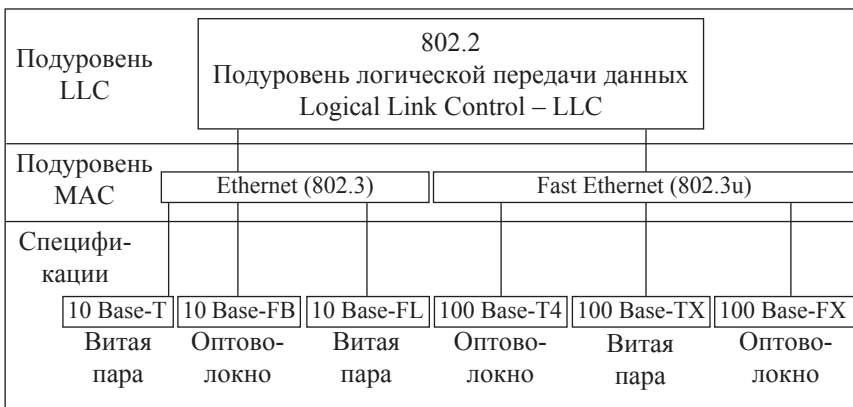 Подуровень
LLC
802.2
Подуровень логической передачи данных
Logical Link Control – LLC
Подуровень
MAC
Ethernet (802.3)
Fast Ethernet (802.3u)
Специфи-
кации
10 Base-T
10 Base-FB
10 Base-FL
100 Base-T4
100 Base-TX
100 Base-FX
Витая
пара
Оптово-
локно
Витая
пара
Оптово-
локно
Витая
пара
Оптово-
локно